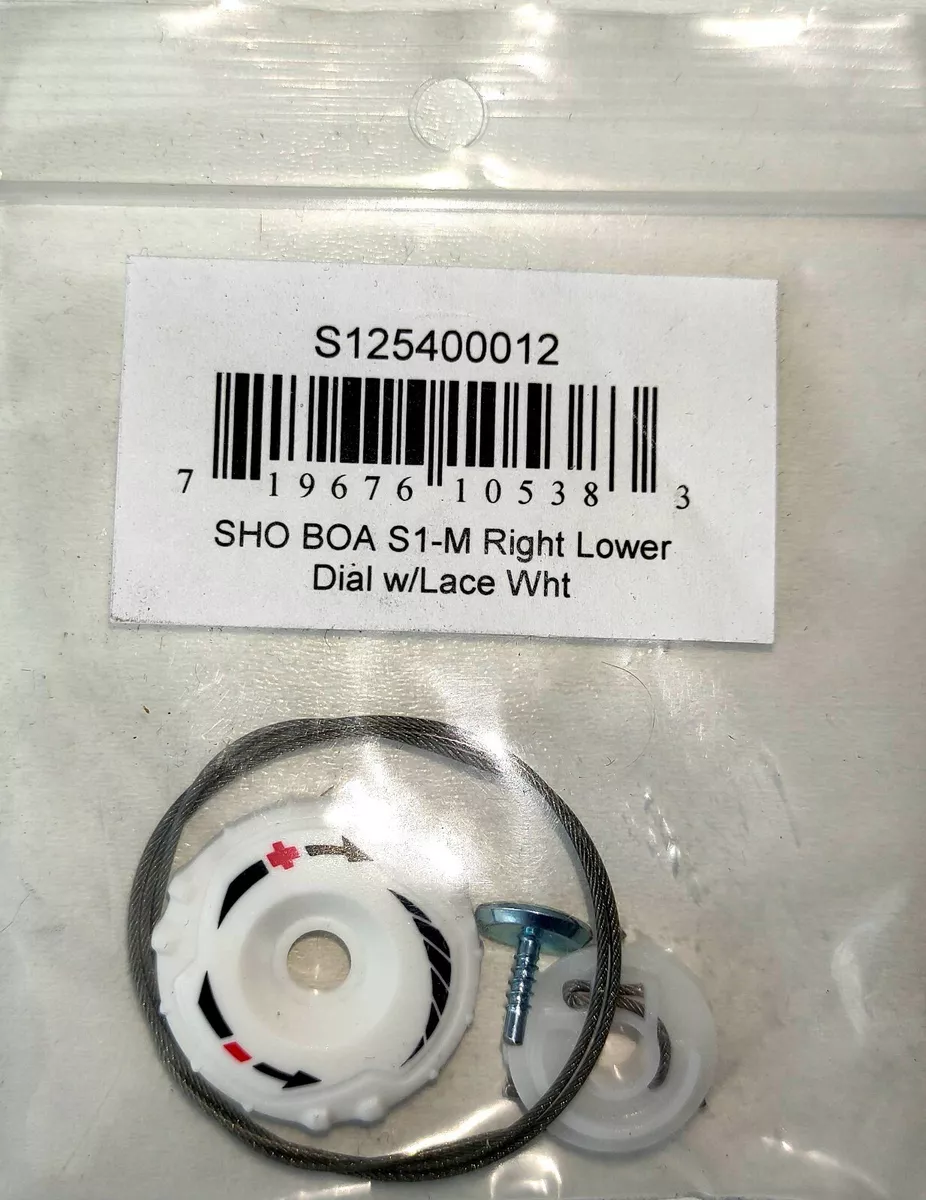 S125400012
7 19676 10538 3
SHO BOA S1-M Right Lower
Dial w/Lace Wht